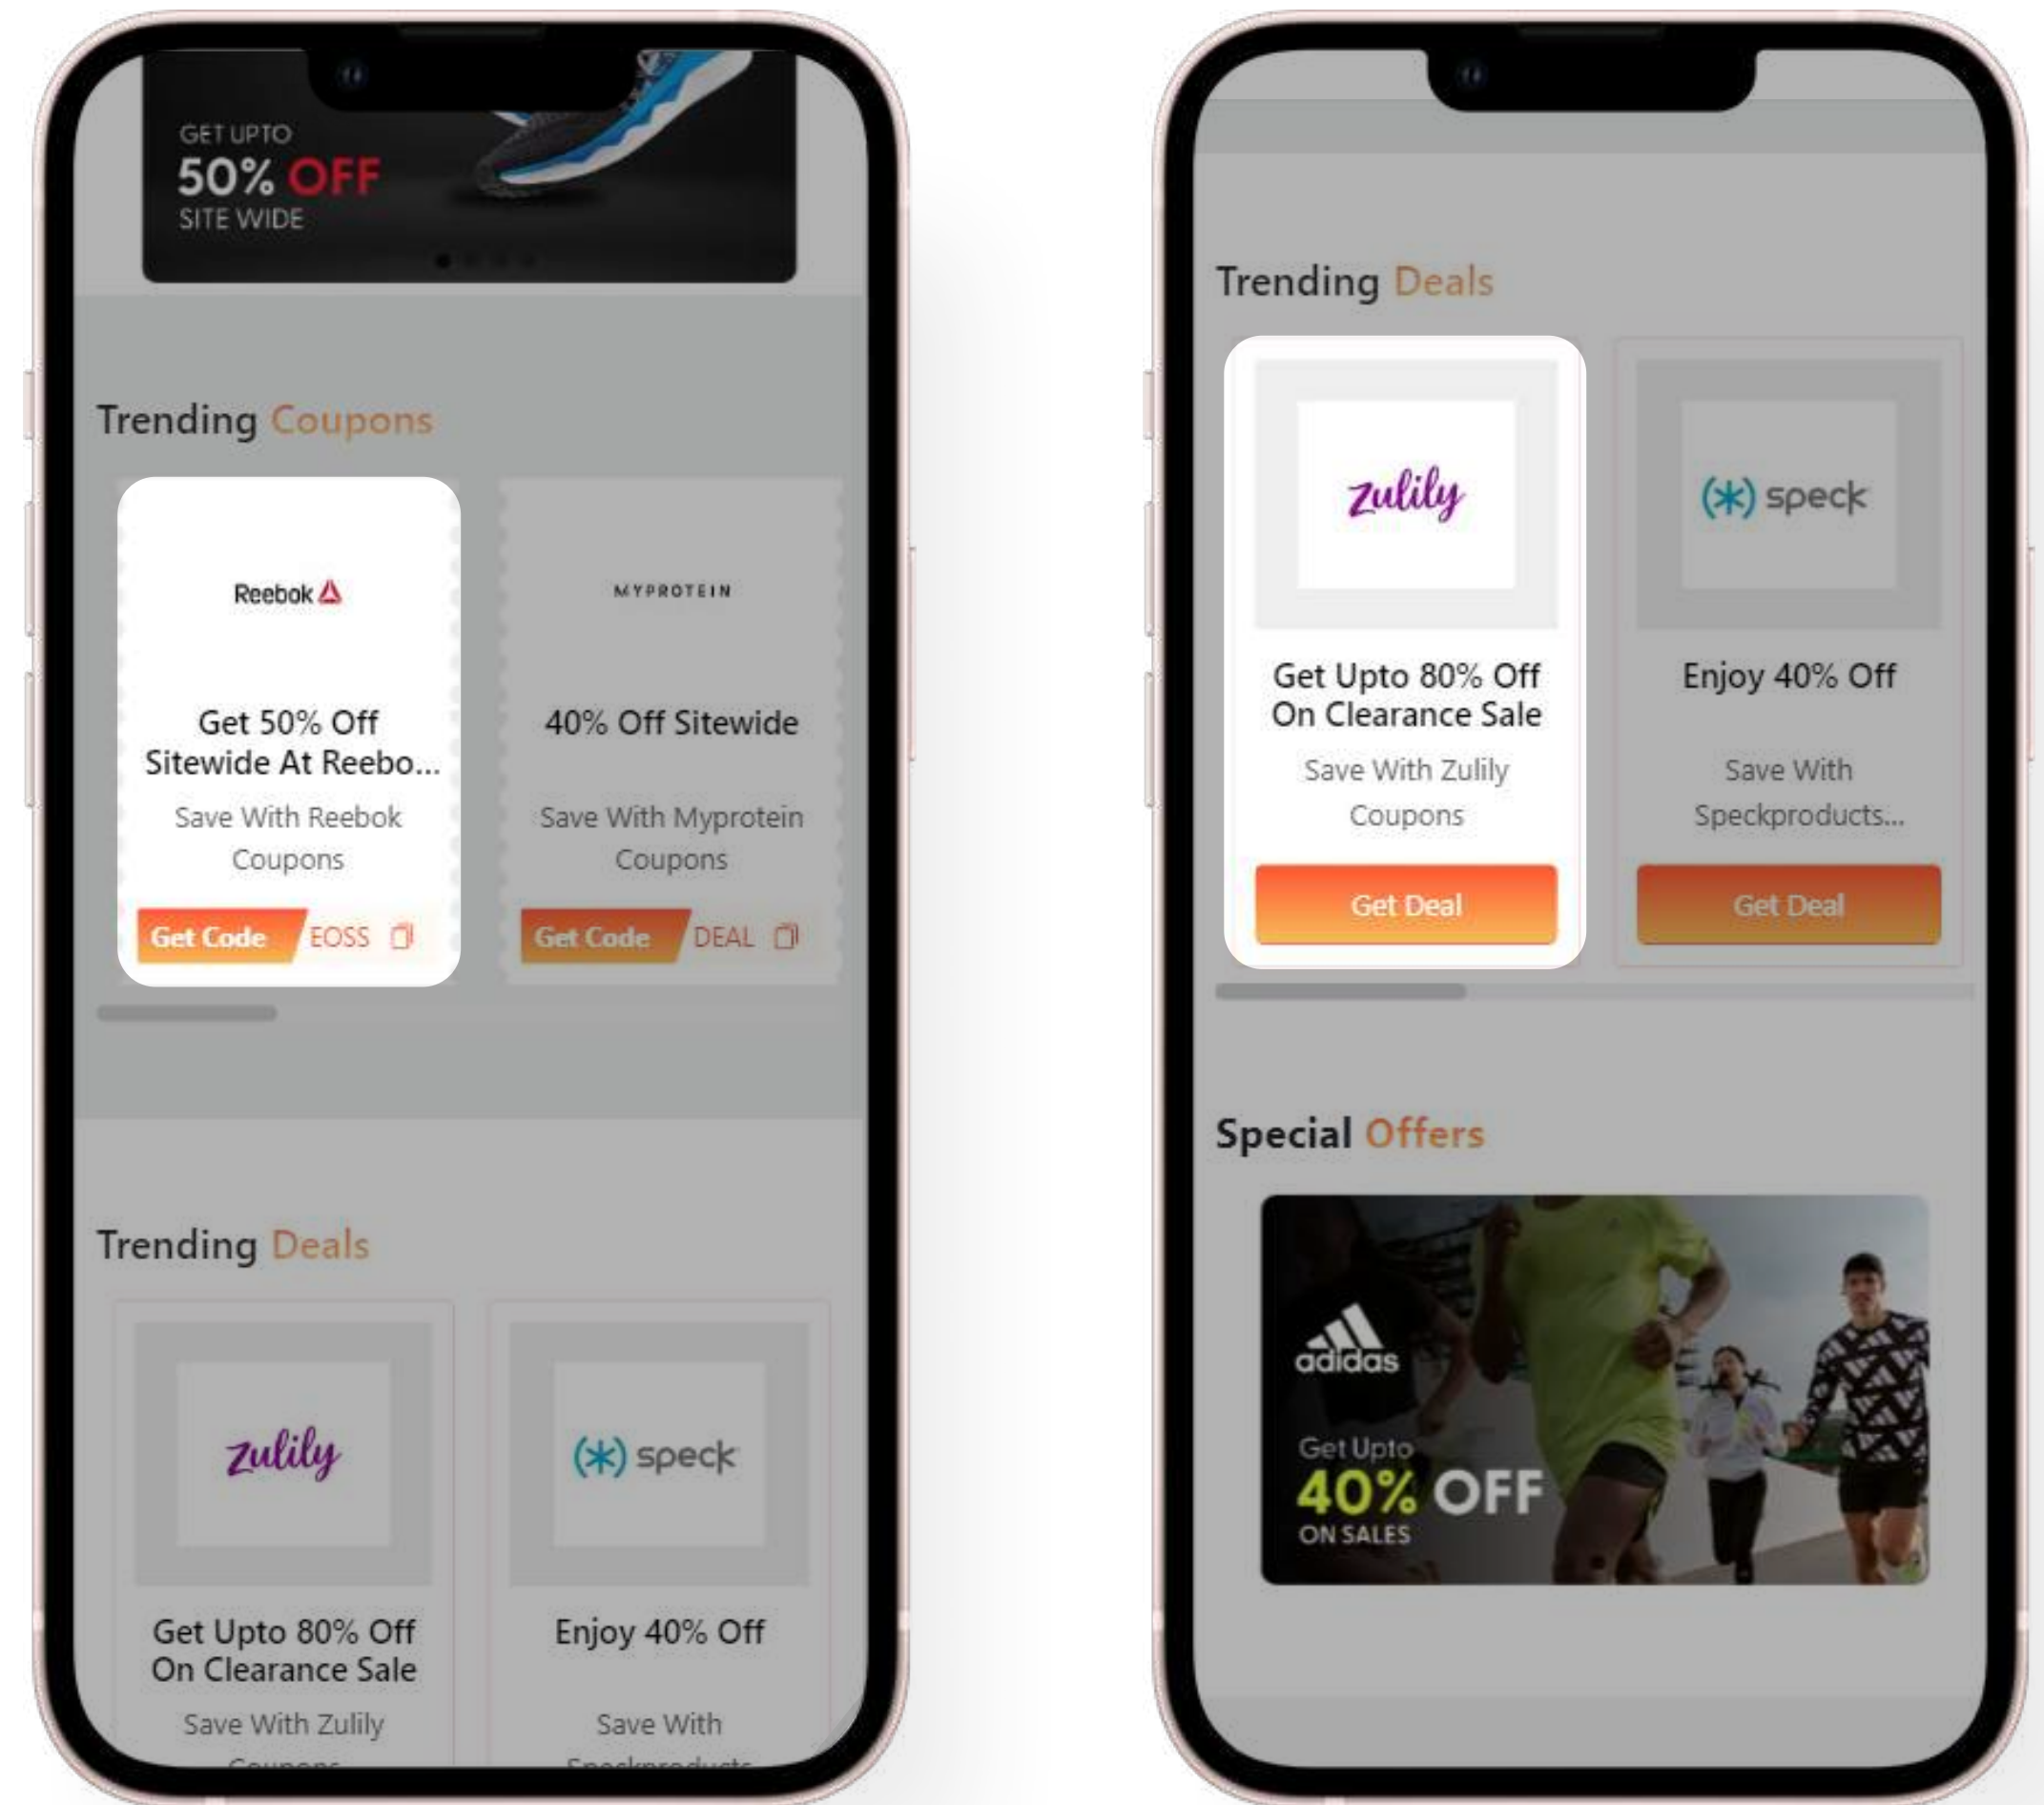 GET UPTO
50% OFF
SITE WIDE
Trending Coupons
Reebok
Get 50% Off
Sitewide At Reebo...
Save With Reebok
Coupons
Get Code EOSS
MYPROTEIN
40% Off Sitewide
Save With Myprotein
Coupons
Get Code DEAL
Trending Deals
zulily
Get Upto 80% Off
On Clearance Sale
Save With Zulily
Coupons
speck
Enjoy 40% Off
Save With
Speckproducts
Trending Deals
zulily
Get Upto 80% Off
On Clearance Sale
Save With Zulily
Coupons
Get Deal
speck
Enjoy 40% Off
Save With
Speckproducts...
Get Deal
Special Offers
adidas
Get Upto
40% OFF
ON SALES